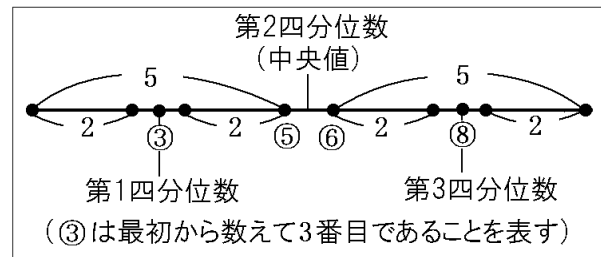 第2四分位数
(中央値)
5 5
2 2 2 2
③ ⑤ ⑥ ⑧
第1四分位数 第3四分位数
(③は最初から数えて3番目であることを表す)